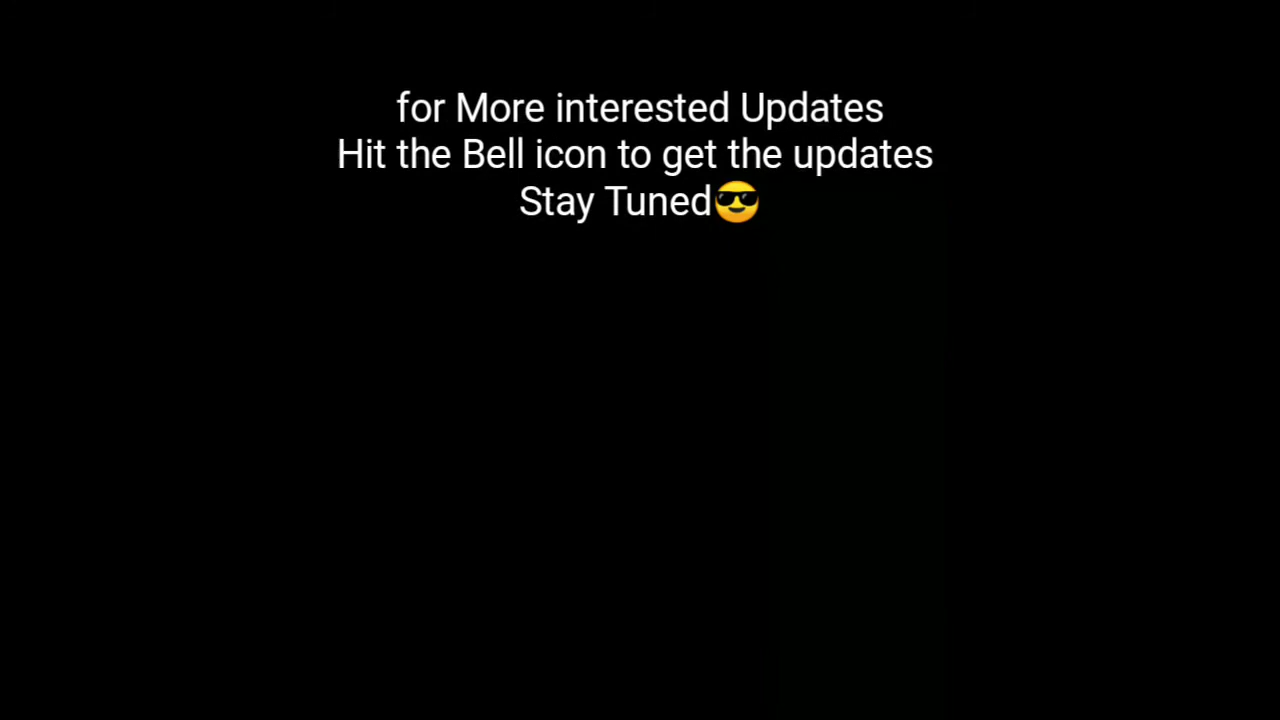 for More interested Updates
Hit the Bell icon to get the updates
Stay Tuned😎